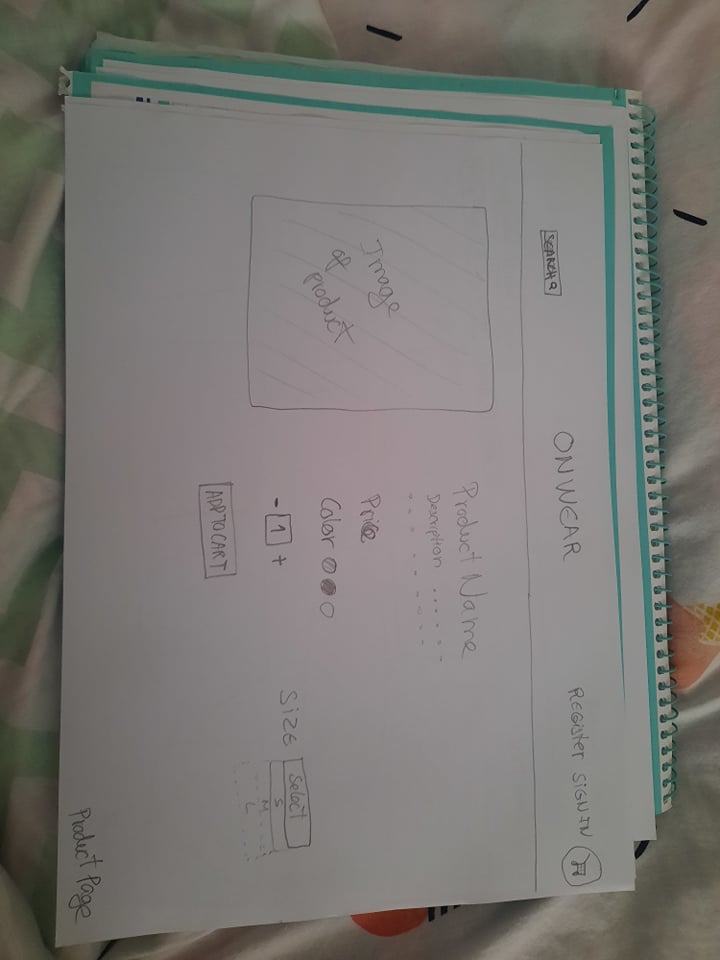 SEARCH
ONWEAR
REGISTER SIGN IN
Product Name
Description
Image
of
product
Price
Color
- 1 +
SIZE Select
S
M
L
ADD TO CART
Product Page